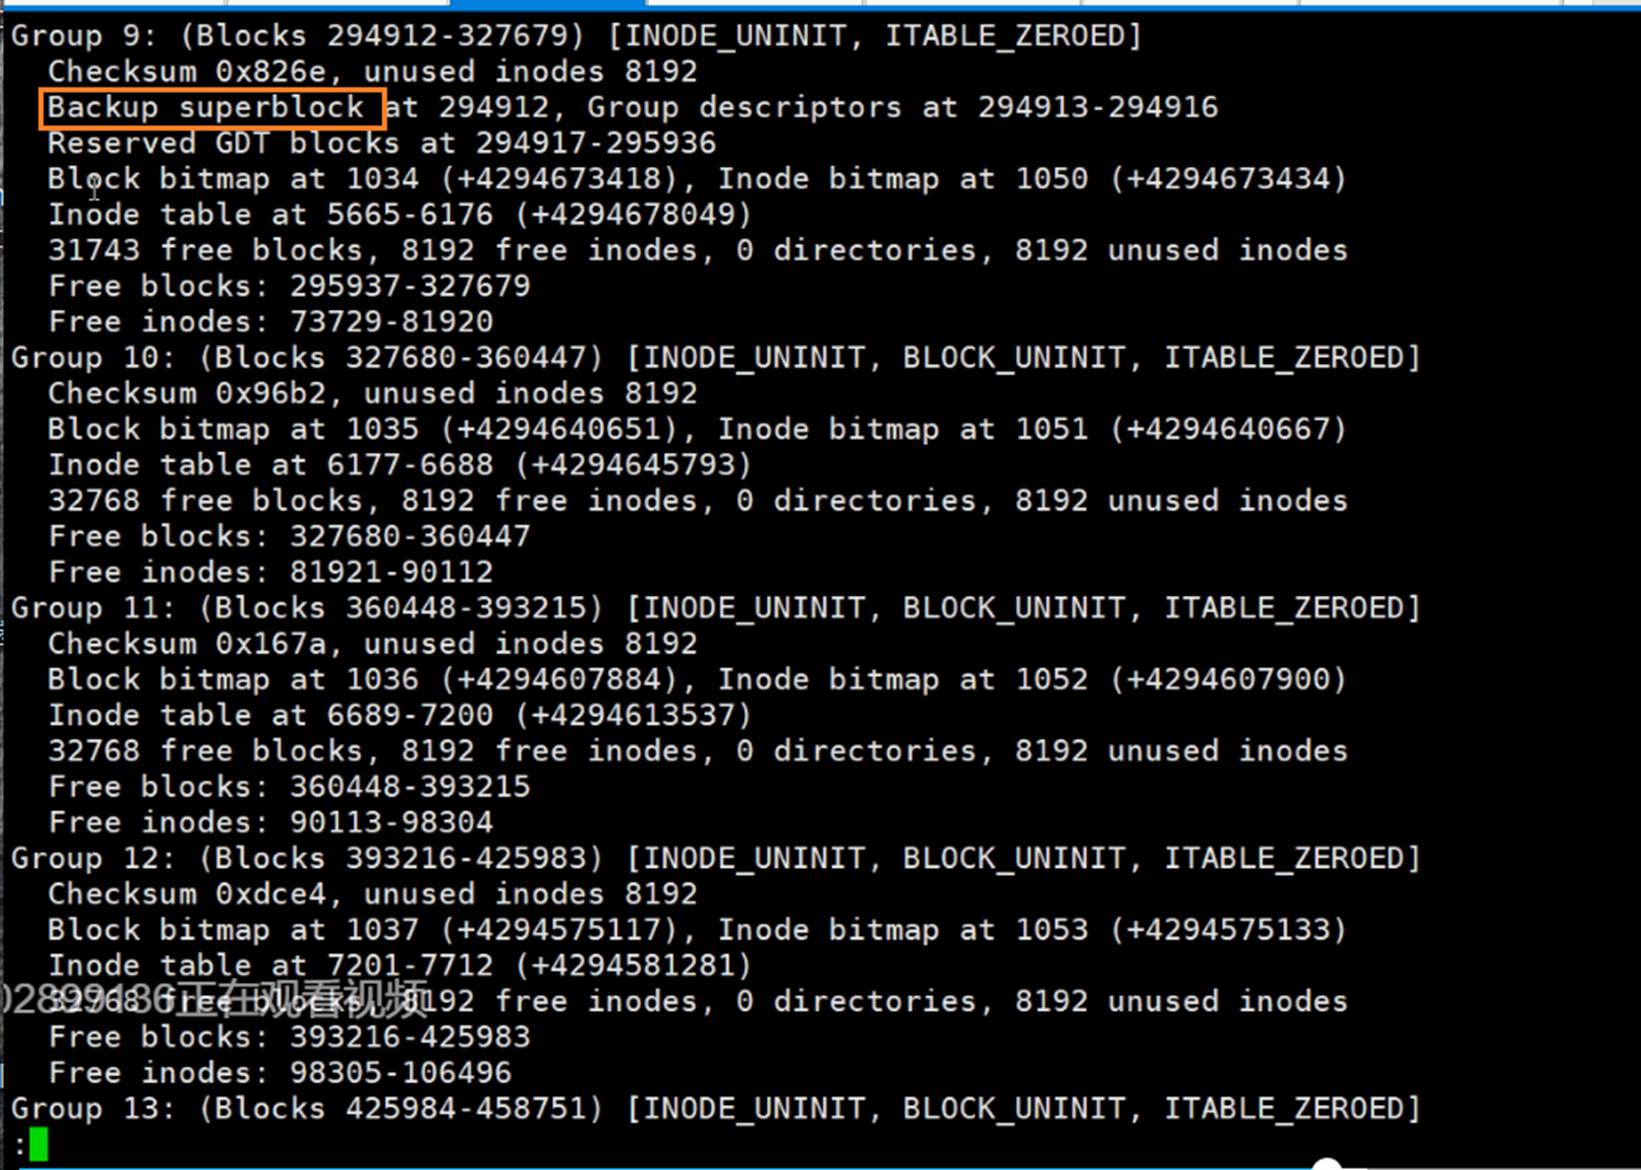 Group 9: (Blocks 294912-327679) [INODE_UNINIT, ITABLE_ZEROED]
Checksum 0x826e, unused inodes 8192
Backup superblock at 294912, Group descriptors at 294913-294916
Reserved GDT blocks at 294917-295936
Block bitmap at 1034 (+4294673418), Inode bitmap at 1050 (+4294673434)
Inode table at 5665-6176 (+4294678049)
31743 free blocks, 8192 free inodes, 0 directories, 8192 unused inodes
Free blocks: 295937-327679
Free inodes: 73729-81920
Group 10: (Blocks 327680-360447) [INODE_UNINIT, BLOCK_UNINIT, ITABLE_ZEROED]
Checksum 0x96b2, unused inodes 8192
Block bitmap at 1035 (+4294640651), Inode bitmap at 1051 (+4294640667)
Inode table at 6177-6688 (+4294645793)
32768 free blocks, 8192 free inodes, 0 directories, 8192 unused inodes
Free blocks: 327680-360447
Free inodes: 81921-90112
Group 11: (Blocks 360448-393215) [INODE_UNINIT, BLOCK_UNINIT, ITABLE_ZEROED]
Checksum 0x167a, unused inodes 8192
Block bitmap at 1036 (+4294607884), Inode bitmap at 1052 (+4294607900)
Inode table at 6689-7200 (+4294613537)
32768 free blocks, 8192 free inodes, 0 directories, 8192 unused inodes
Free blocks: 360448-393215
Free inodes: 90113-98304
Group 12: (Blocks 393216-425983) [INODE_UNINIT, BLOCK_UNINIT, ITABLE_ZEROED]
Checksum 0xdce4, unused inodes 8192
Block bitmap at 1037 (+4294575117), Inode bitmap at 1053 (+4294575133)
Inode table at 7201-7712 (+4294581281)
32768 free blocks, 8192 free inodes, 0 directories, 8192 unused inodes
正在观看视频
Free blocks: 393216-425983
Free inodes: 98305-106496
Group 13: (Blocks 425984-458751) [INODE_UNINIT, BLOCK_UNINIT, ITABLE_ZEROED]
: